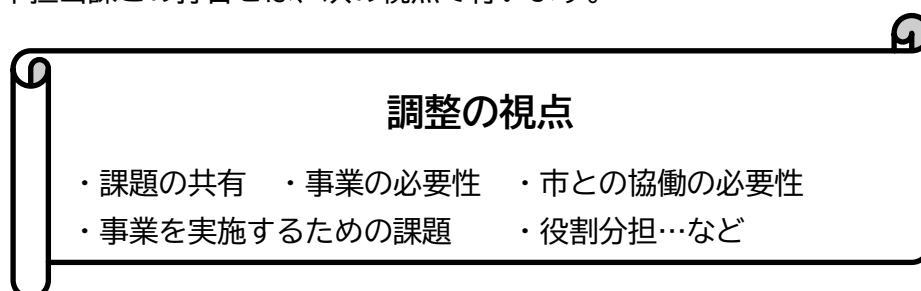 調整の視点
・課題の共有　・事業の必要性　・市との協働の必要性
・事業を実施するための課題　　・役割分担…など